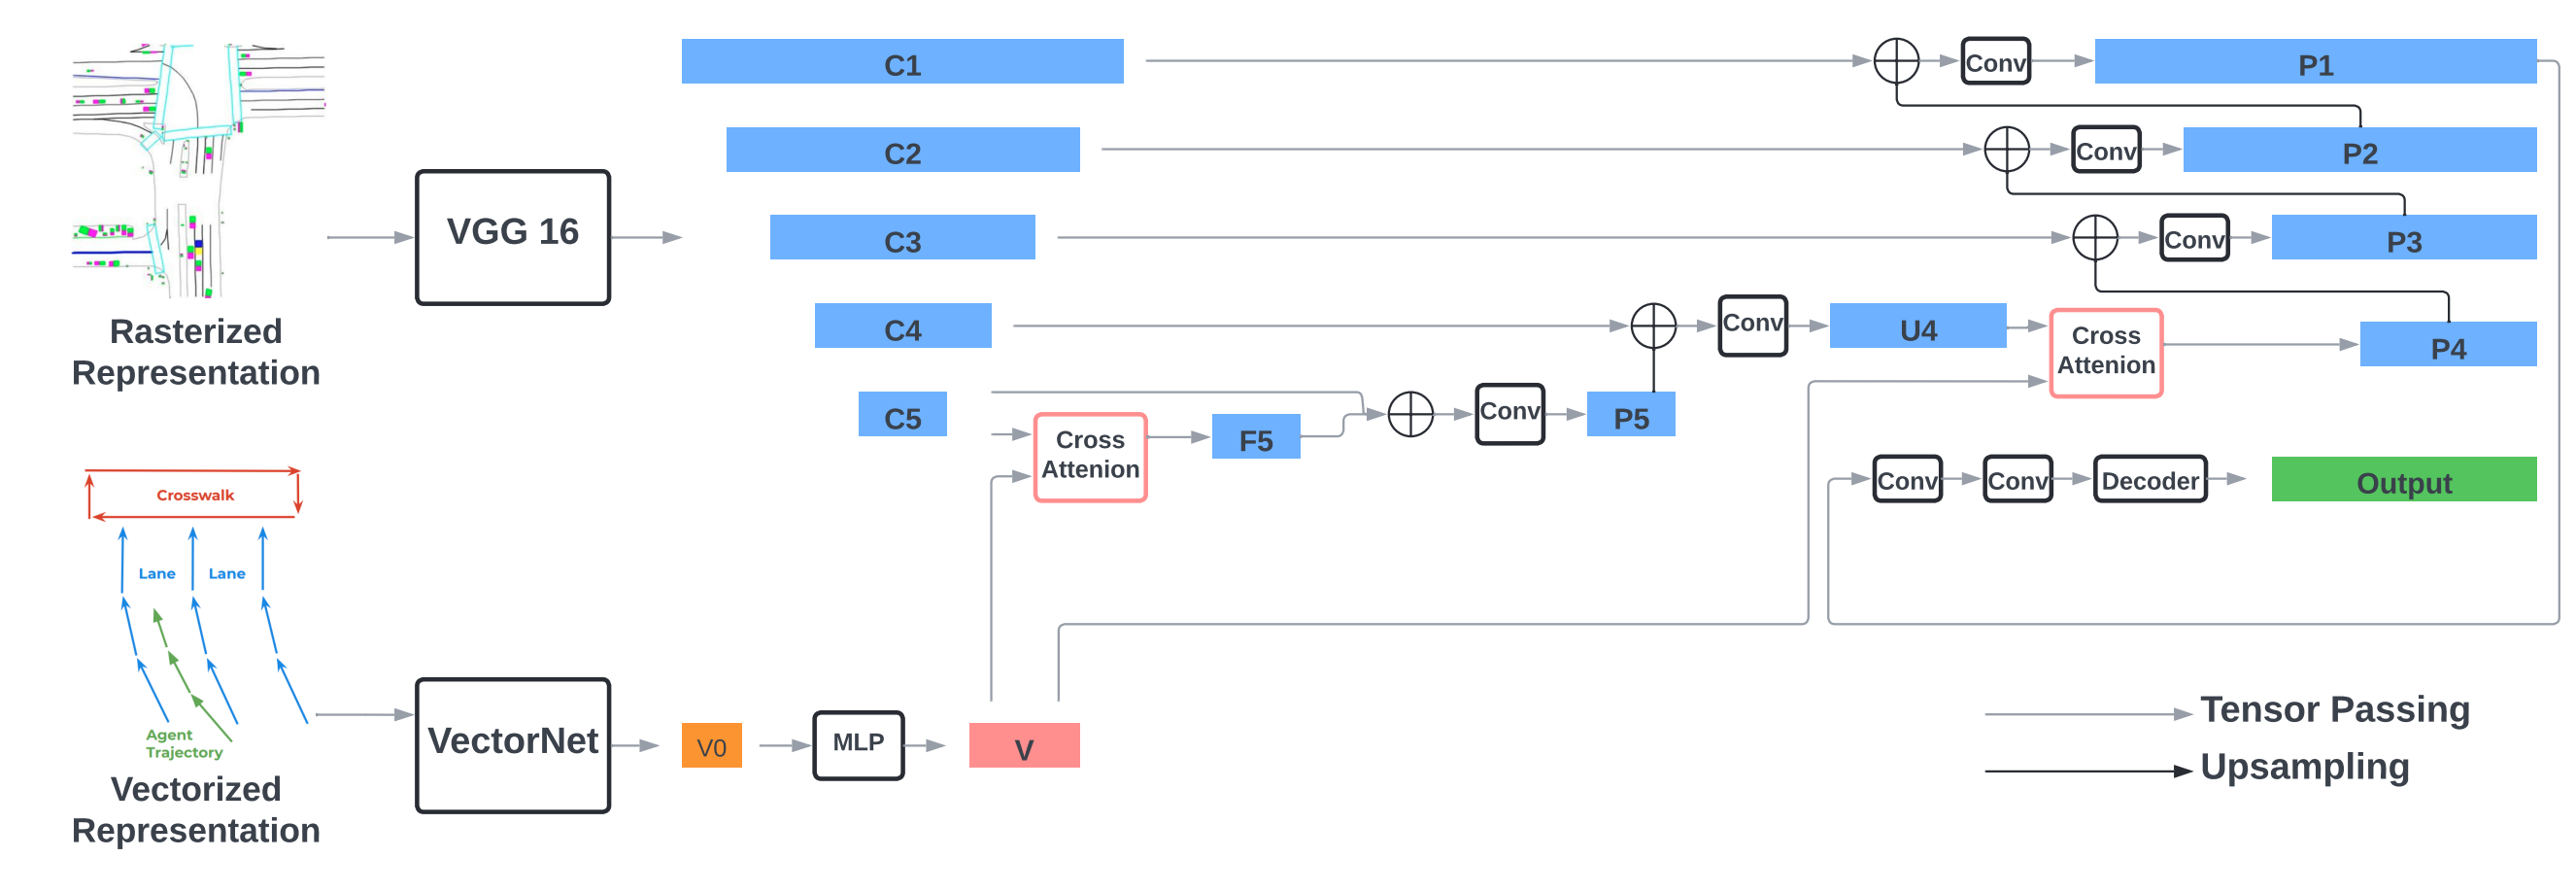 Rasterized
Representation
VGG 16
C1
C2
C3
C4
C5
Cross
Attenion
F5
Conv
P5
Conv
U4
Cross
Attenion
P4
Conv
P3
Conv
P2
Conv
P1
Conv
Conv
Decoder
Output
Crosswalk
Lane
Lane
Agent
Trajectory
Vectorized
Representation
VectorNet
V0
MLP
V
Tensor Passing
Upsampling